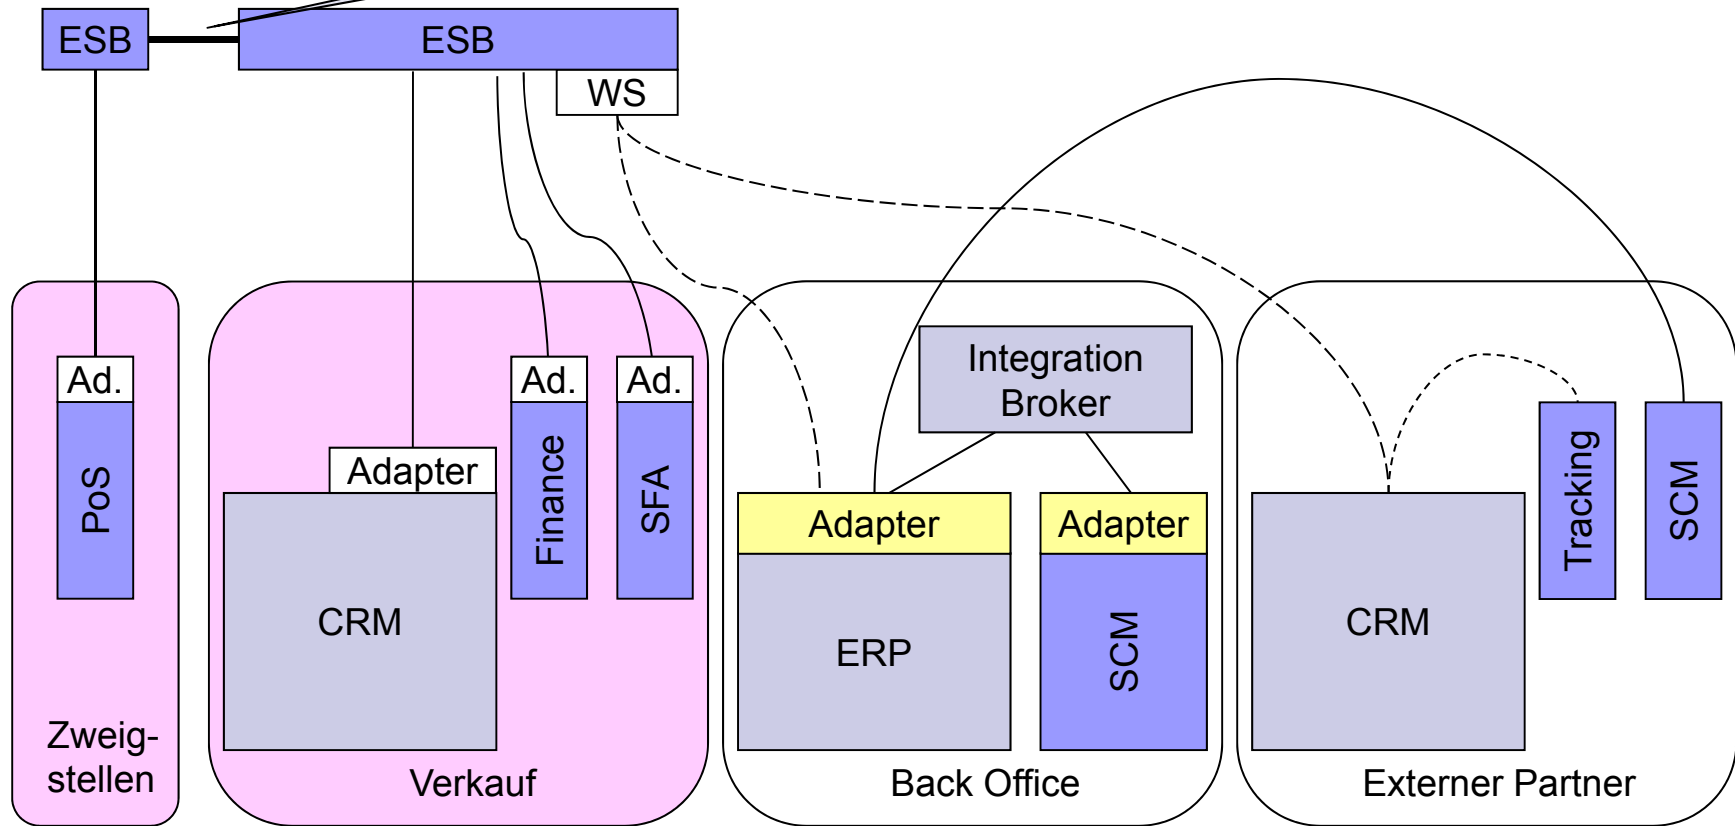 ESB
ESB
WS
Ad.
PoS
Zweig-
stellen
Adapter
CRM
Ad.
Finance
Ad.
SFA
Verkauf
Integration
Broker
Adapter
ERP
Adapter
SCM
Back Office
CRM
Tracking
SCM
Externer Partner